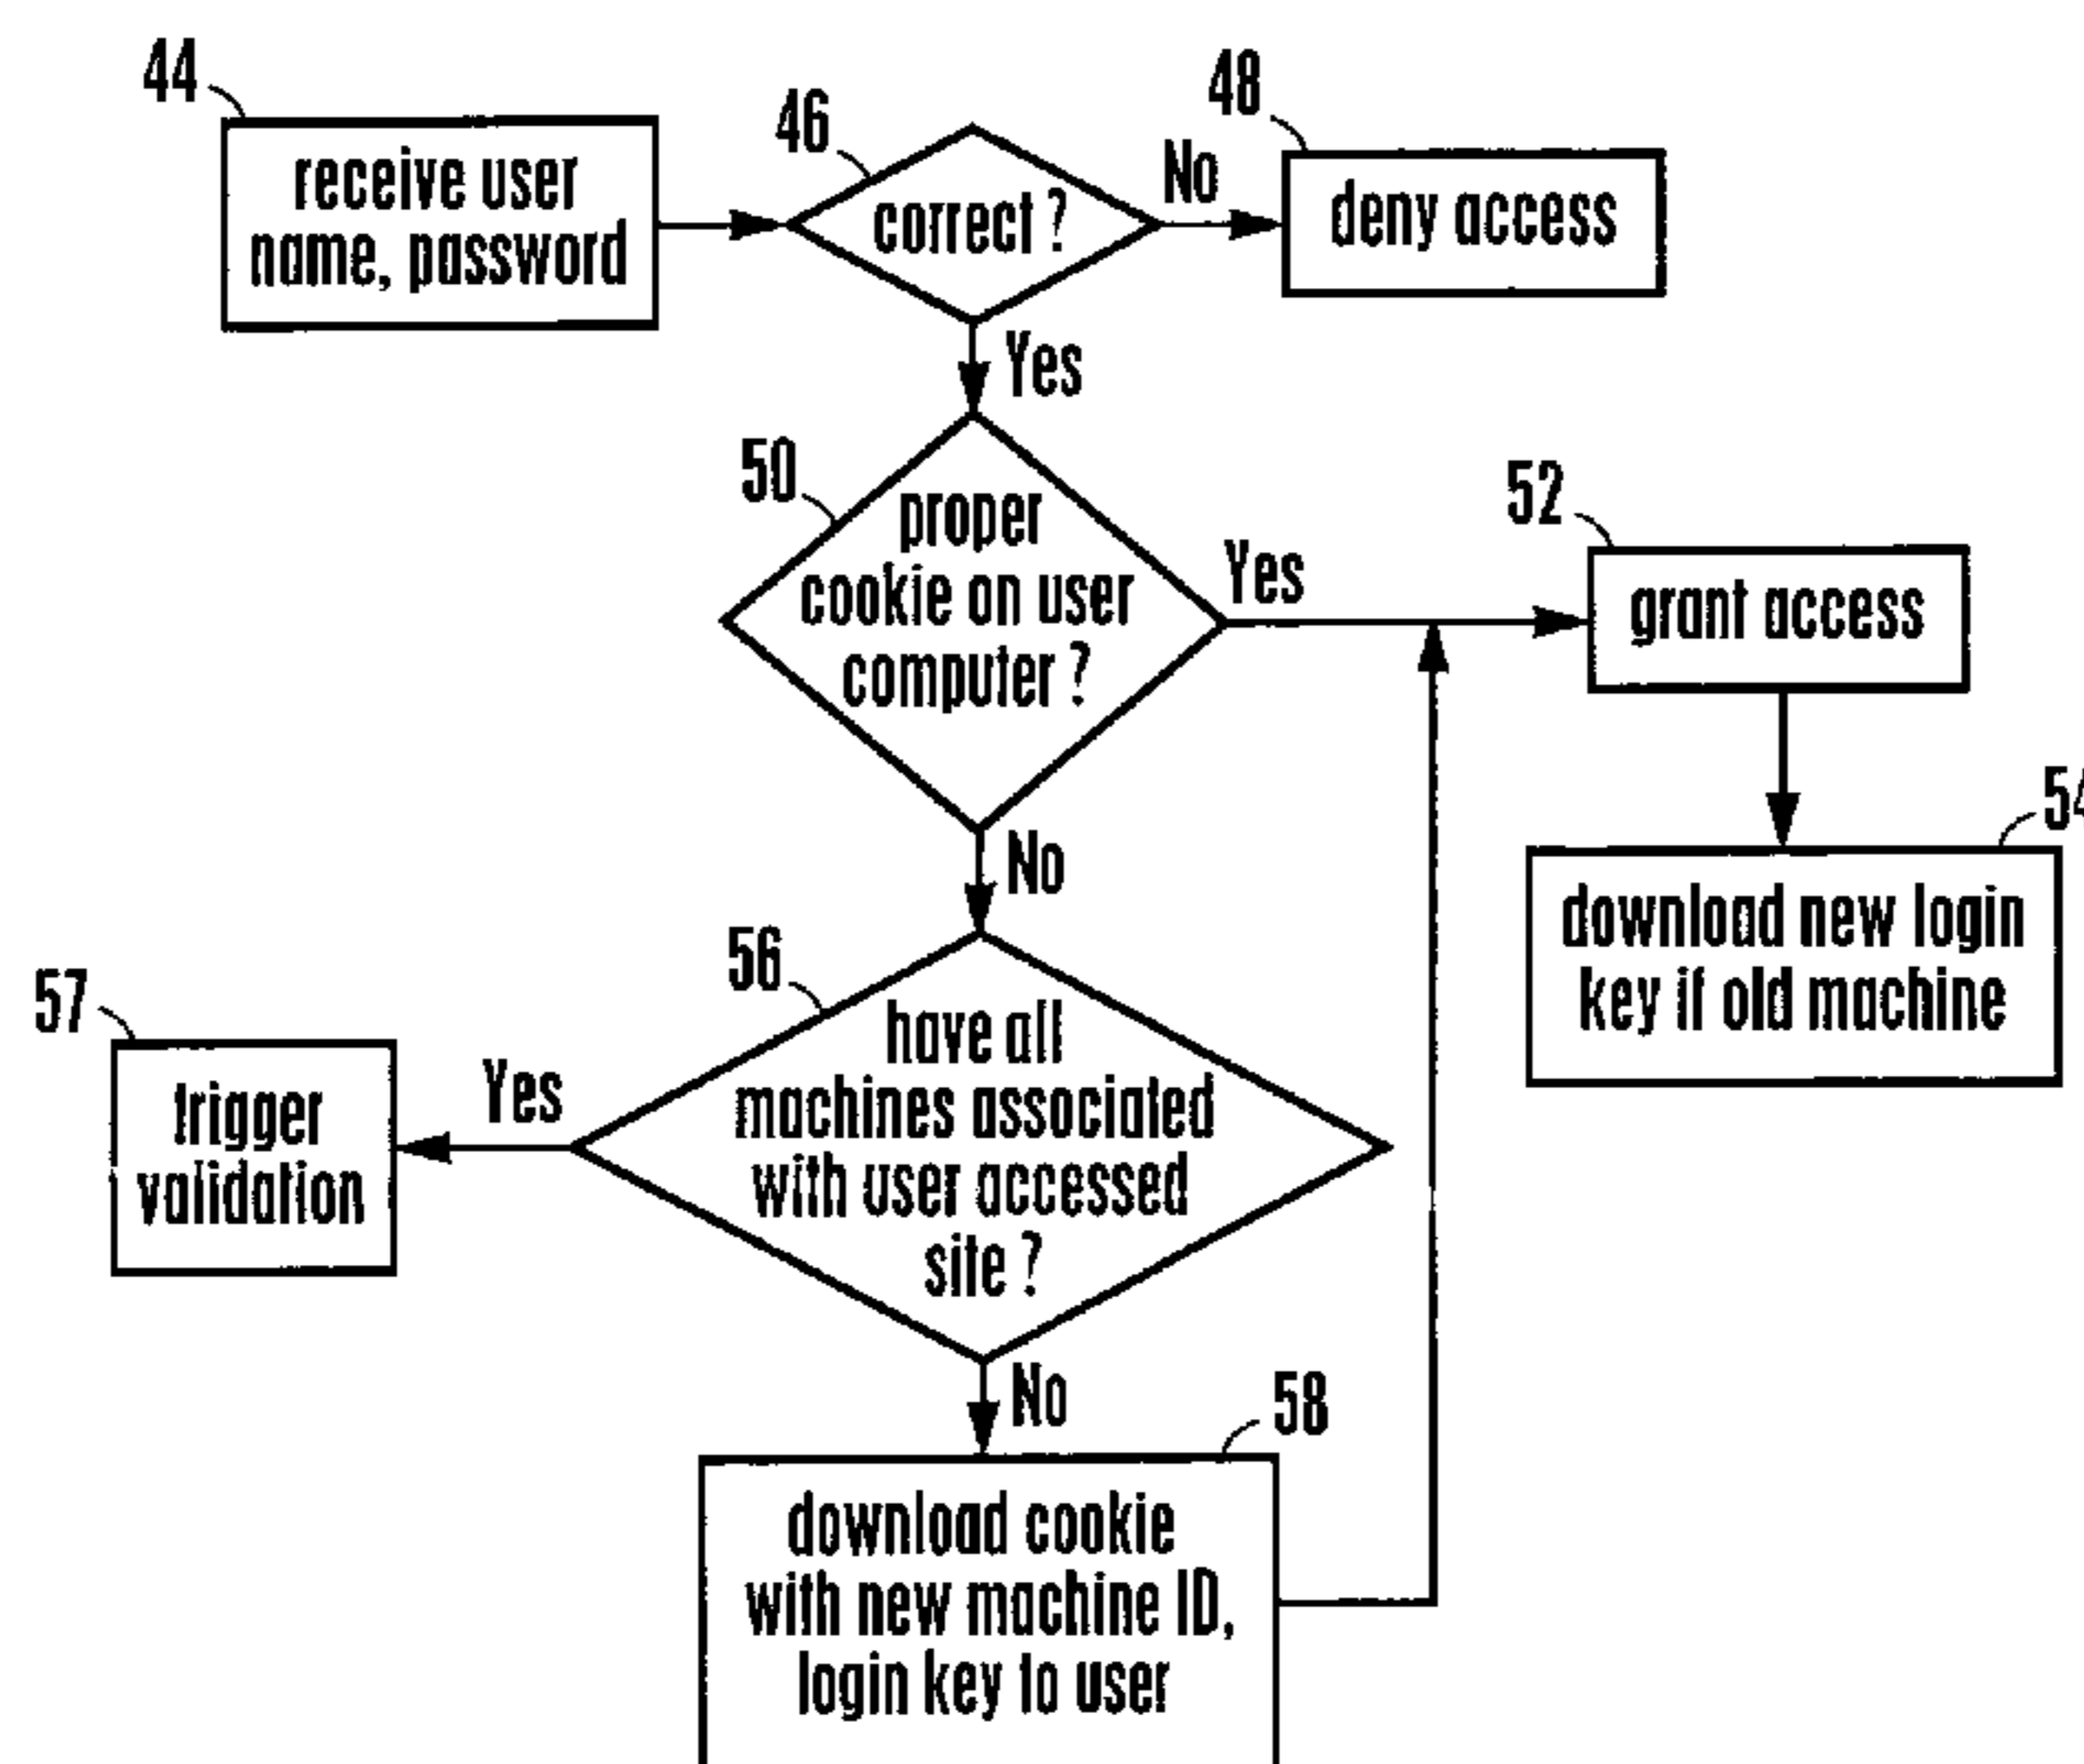 44
receive user
name, password
46
correct ?
No
48
deny access
Yes
50
proper
cookie on user
computer ?
Yes
52
grant access
54
download new login
key if old machine
No
56
have all
machines associated
with user accessed
site ?
Yes
57
trigger
validation
No
58
download cookie
with new machine ID,
login key to user